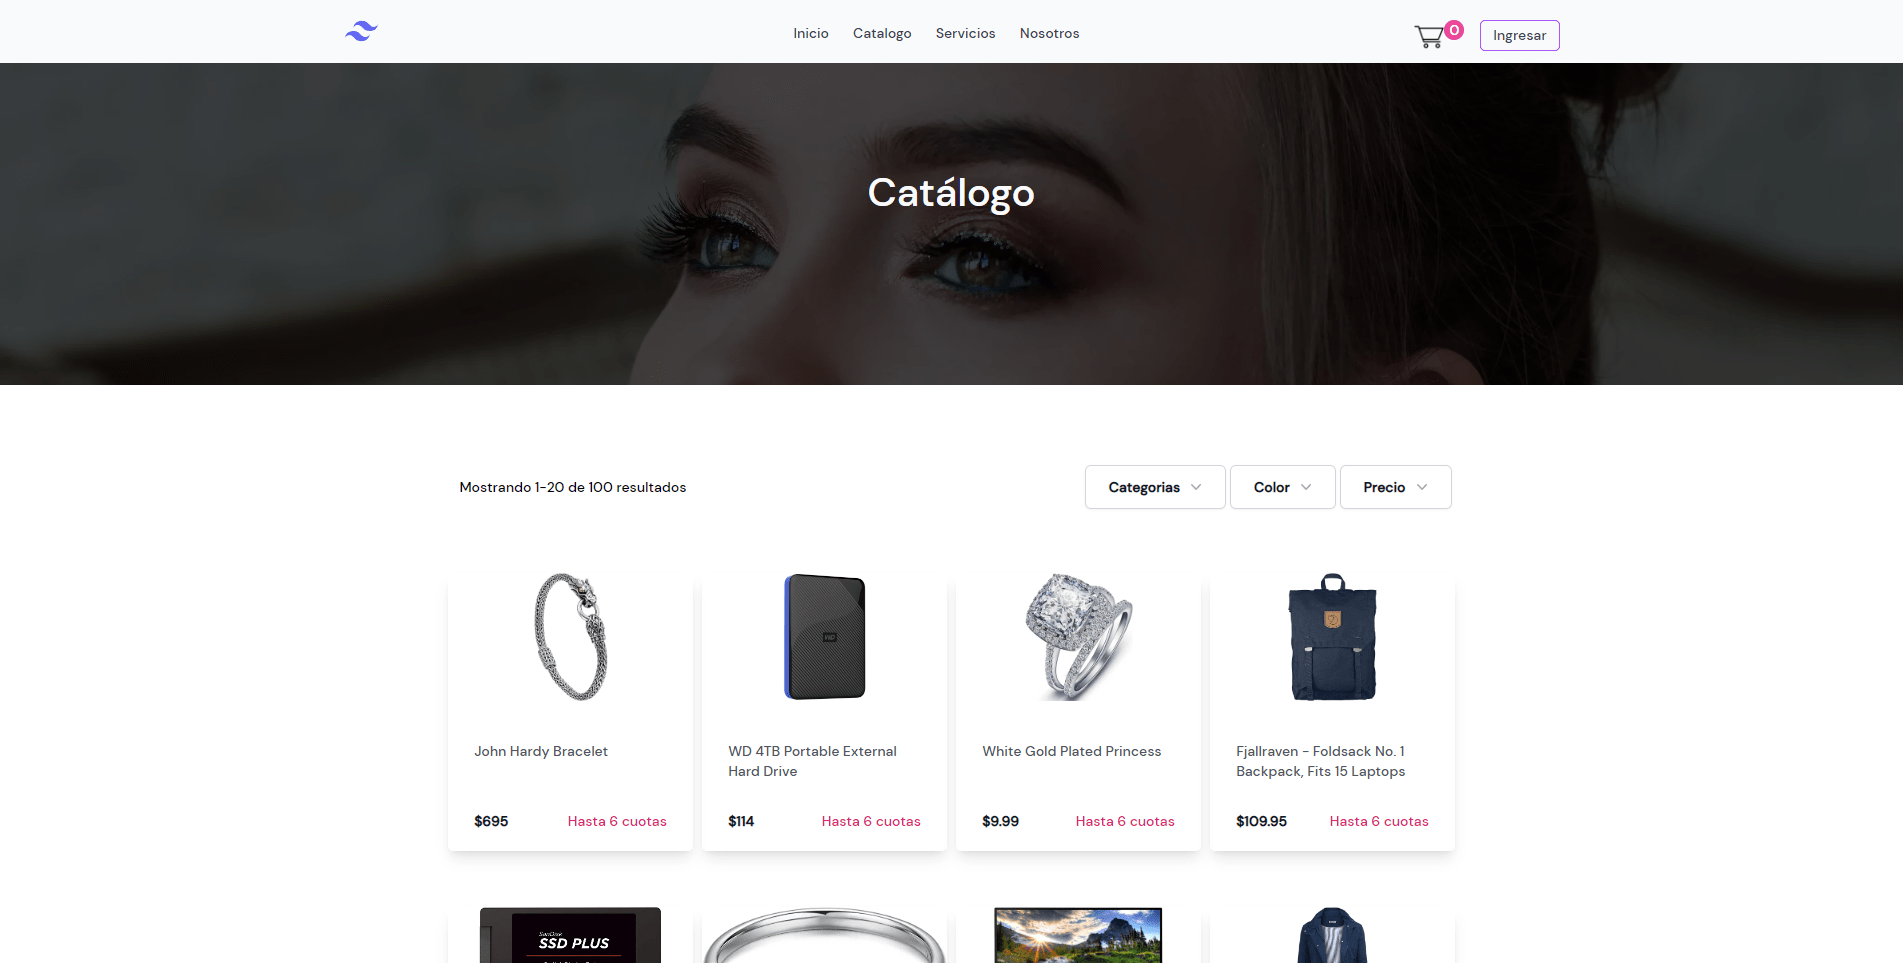 Inicio Catalogo Servicios Nosotros 0 Ingresar
Catálogo
Mostrando 1-20 de 100 resultados Categorias Color Precio
John Hardy Bracelet
WD 4TB Portable External
Hard Drive
White Gold Plated Princess
Fjallraven - Foldsack No. 1
Backpack, Fits 15 Laptops
$695 Hasta 6 cuotas
$114 Hasta 6 cuotas
$9.99 Hasta 6 cuotas
$109.95 Hasta 6 cuotas
SanDisk
SSD PLUS